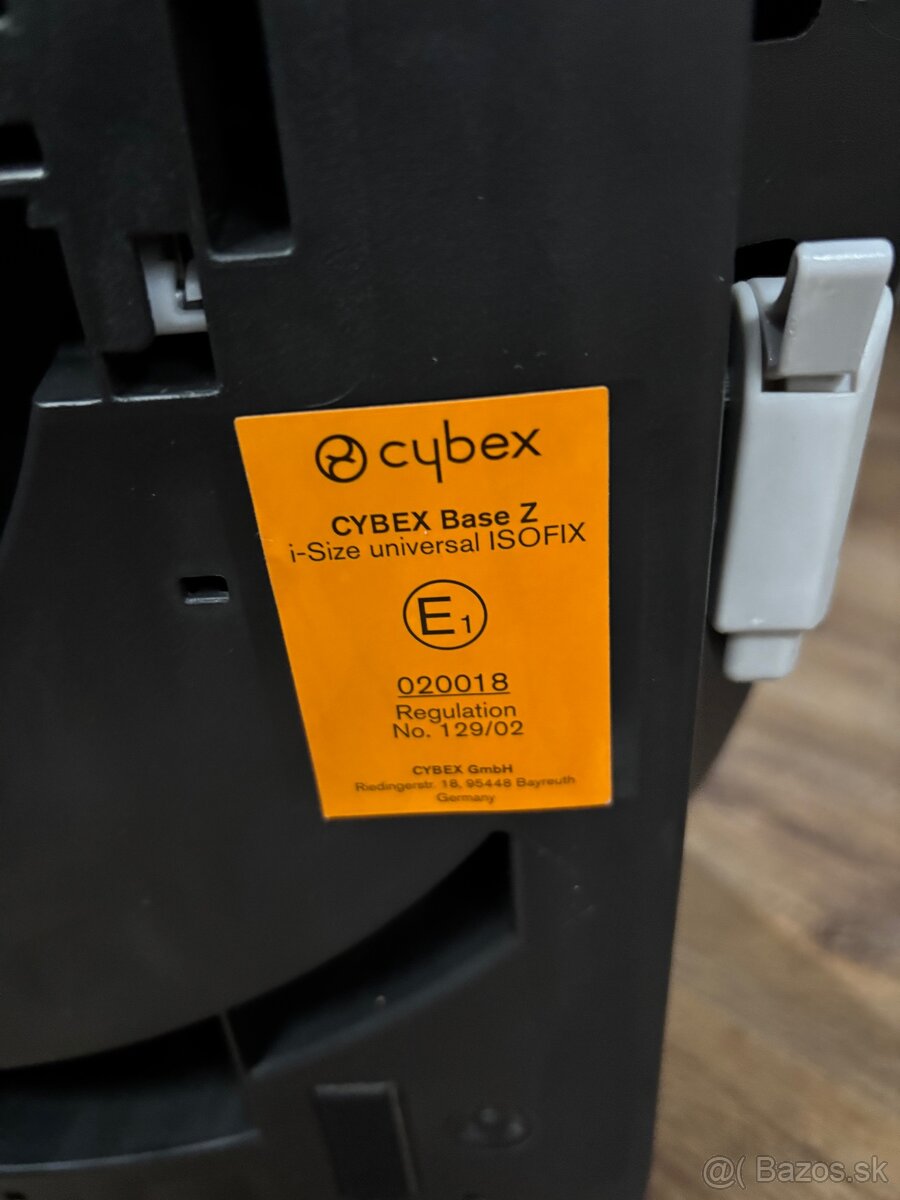 cybex
CYBEX Base Z
i-Size universal ISOFIX
E1
020018
Regulation
No. 129/02
CYBEX GmbH
Riedingerstr. 18, 95448 Bayreuth
Germany
@( Bazos.sk